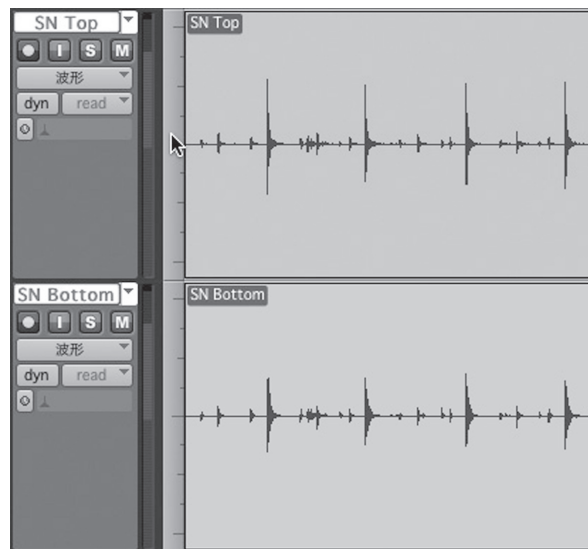 SN Top
SN Top
I S M
波形
dyn read
SN Bottom
SN Bottom
I S M
波形
dyn read